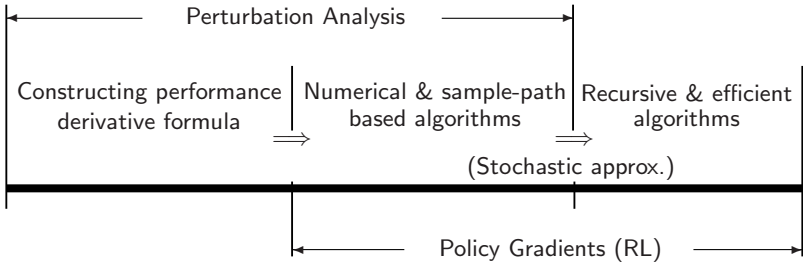 Perturbation Analysis
Constructing performance
derivative formula
Numerical & sample-path
based algorithms
Recursive & efficient
algorithms
(Stochastic approx.)
Policy Gradients (RL)